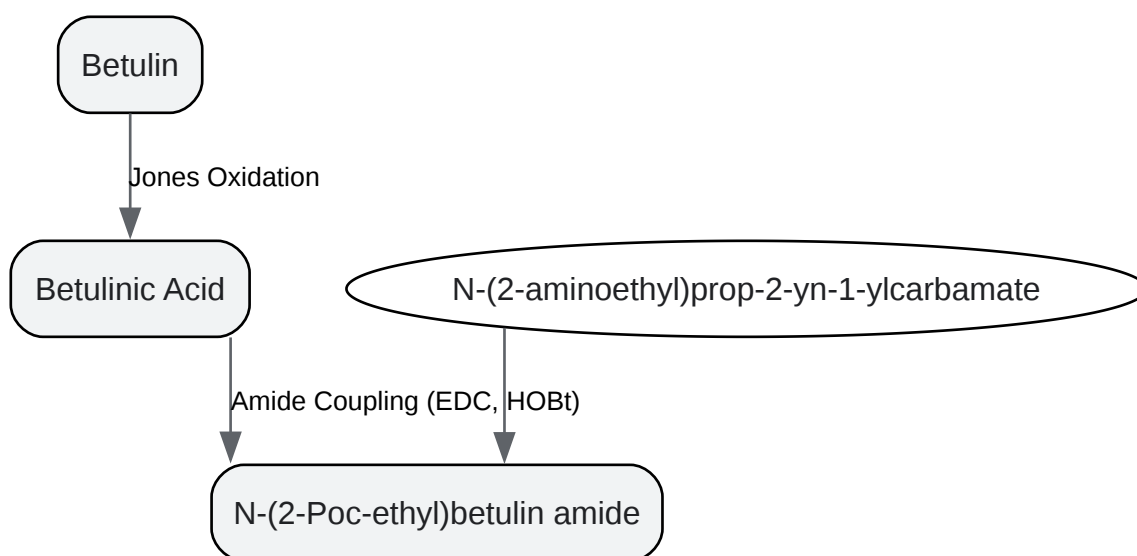 Betulin
Jones Oxidation
Betulinic Acid
N-(2-aminoethyl)prop-2-yn-1-ylcarbamate
Amide Coupling (EDC, HOBt)
N-(2-Poc-ethyl)betulin amide